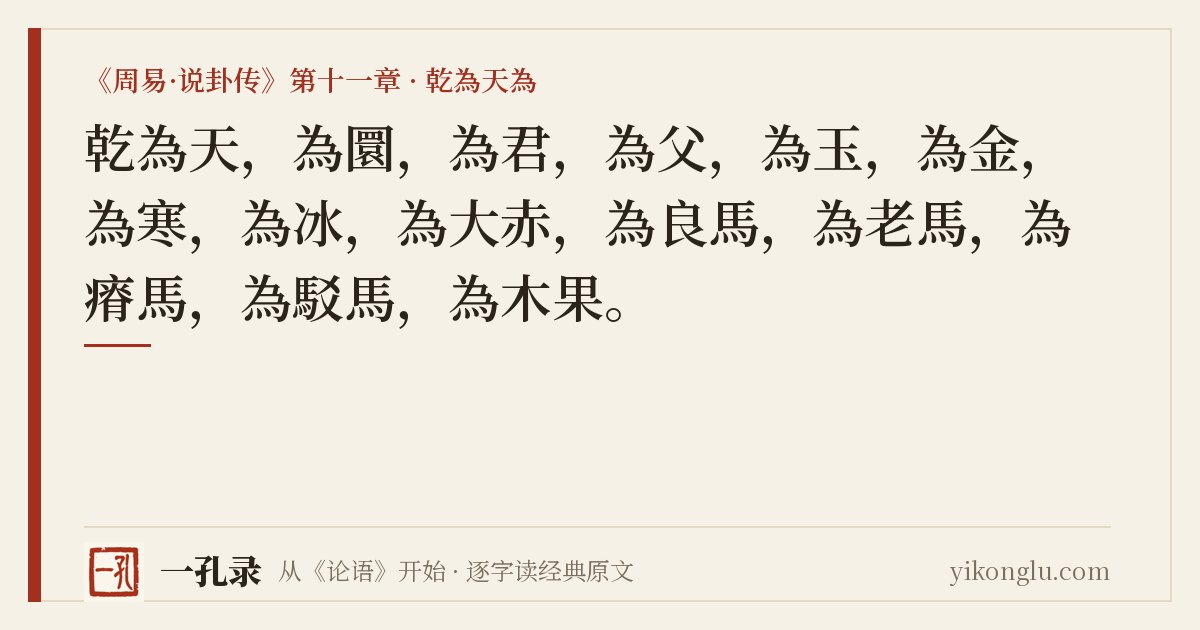 《周易·说卦传》第十一章 · 乾為天為
乾為天，為圜，為君，為父，為玉，為金，
為寒，為冰，為大赤，為良馬，為老馬，為
瘠馬，為駁馬，為木果。
一孔
一孔录 从《论语》开始 · 逐字读经典原文 yikonglu.com